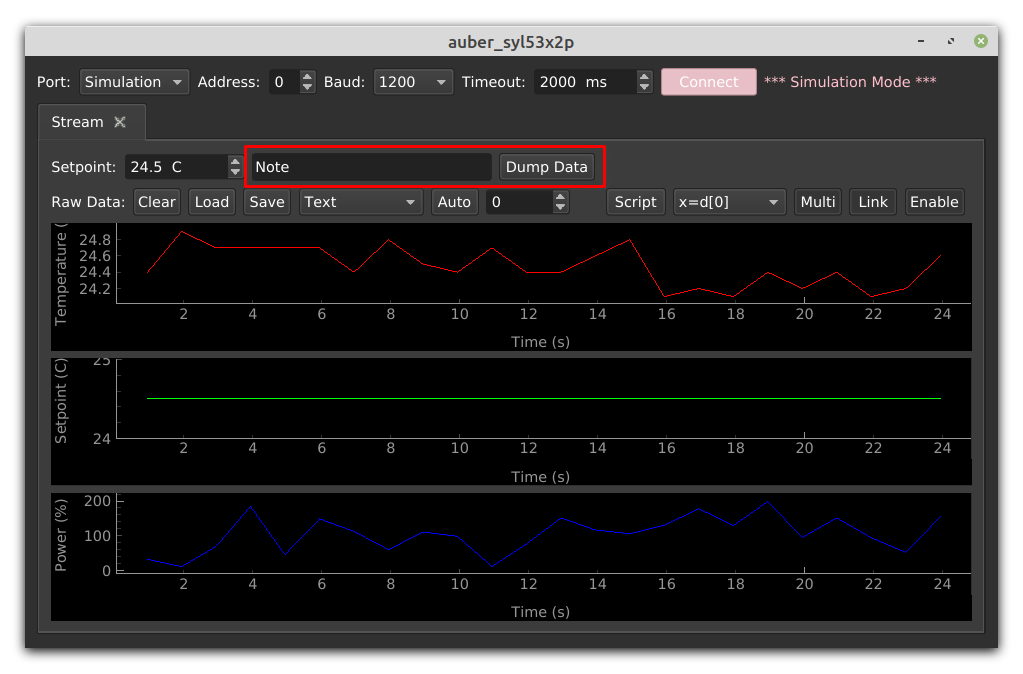 auber_syl53x2p
Port: Simulation Address: 0 Baud: 1200 Timeout: 2000 ms Connect *** Simulation Mode ***
Stream
Setpoint: 24.5 C Note Dump Data
Raw Data: Clear Load Save Text Auto 0 Script x=d[0] Multi Link Enable
Temperature (
24.8
24.6
24.4
24.2
2 4 6 8 10 12 14 16 18 20 22 24
Time (s)
Setpoint (C)
25
24
2 4 6 8 10 12 14 16 18 20 22 24
Time (s)
Power (%)
200
100
0
2 4 6 8 10 12 14 16 18 20 22 24
Time (s)